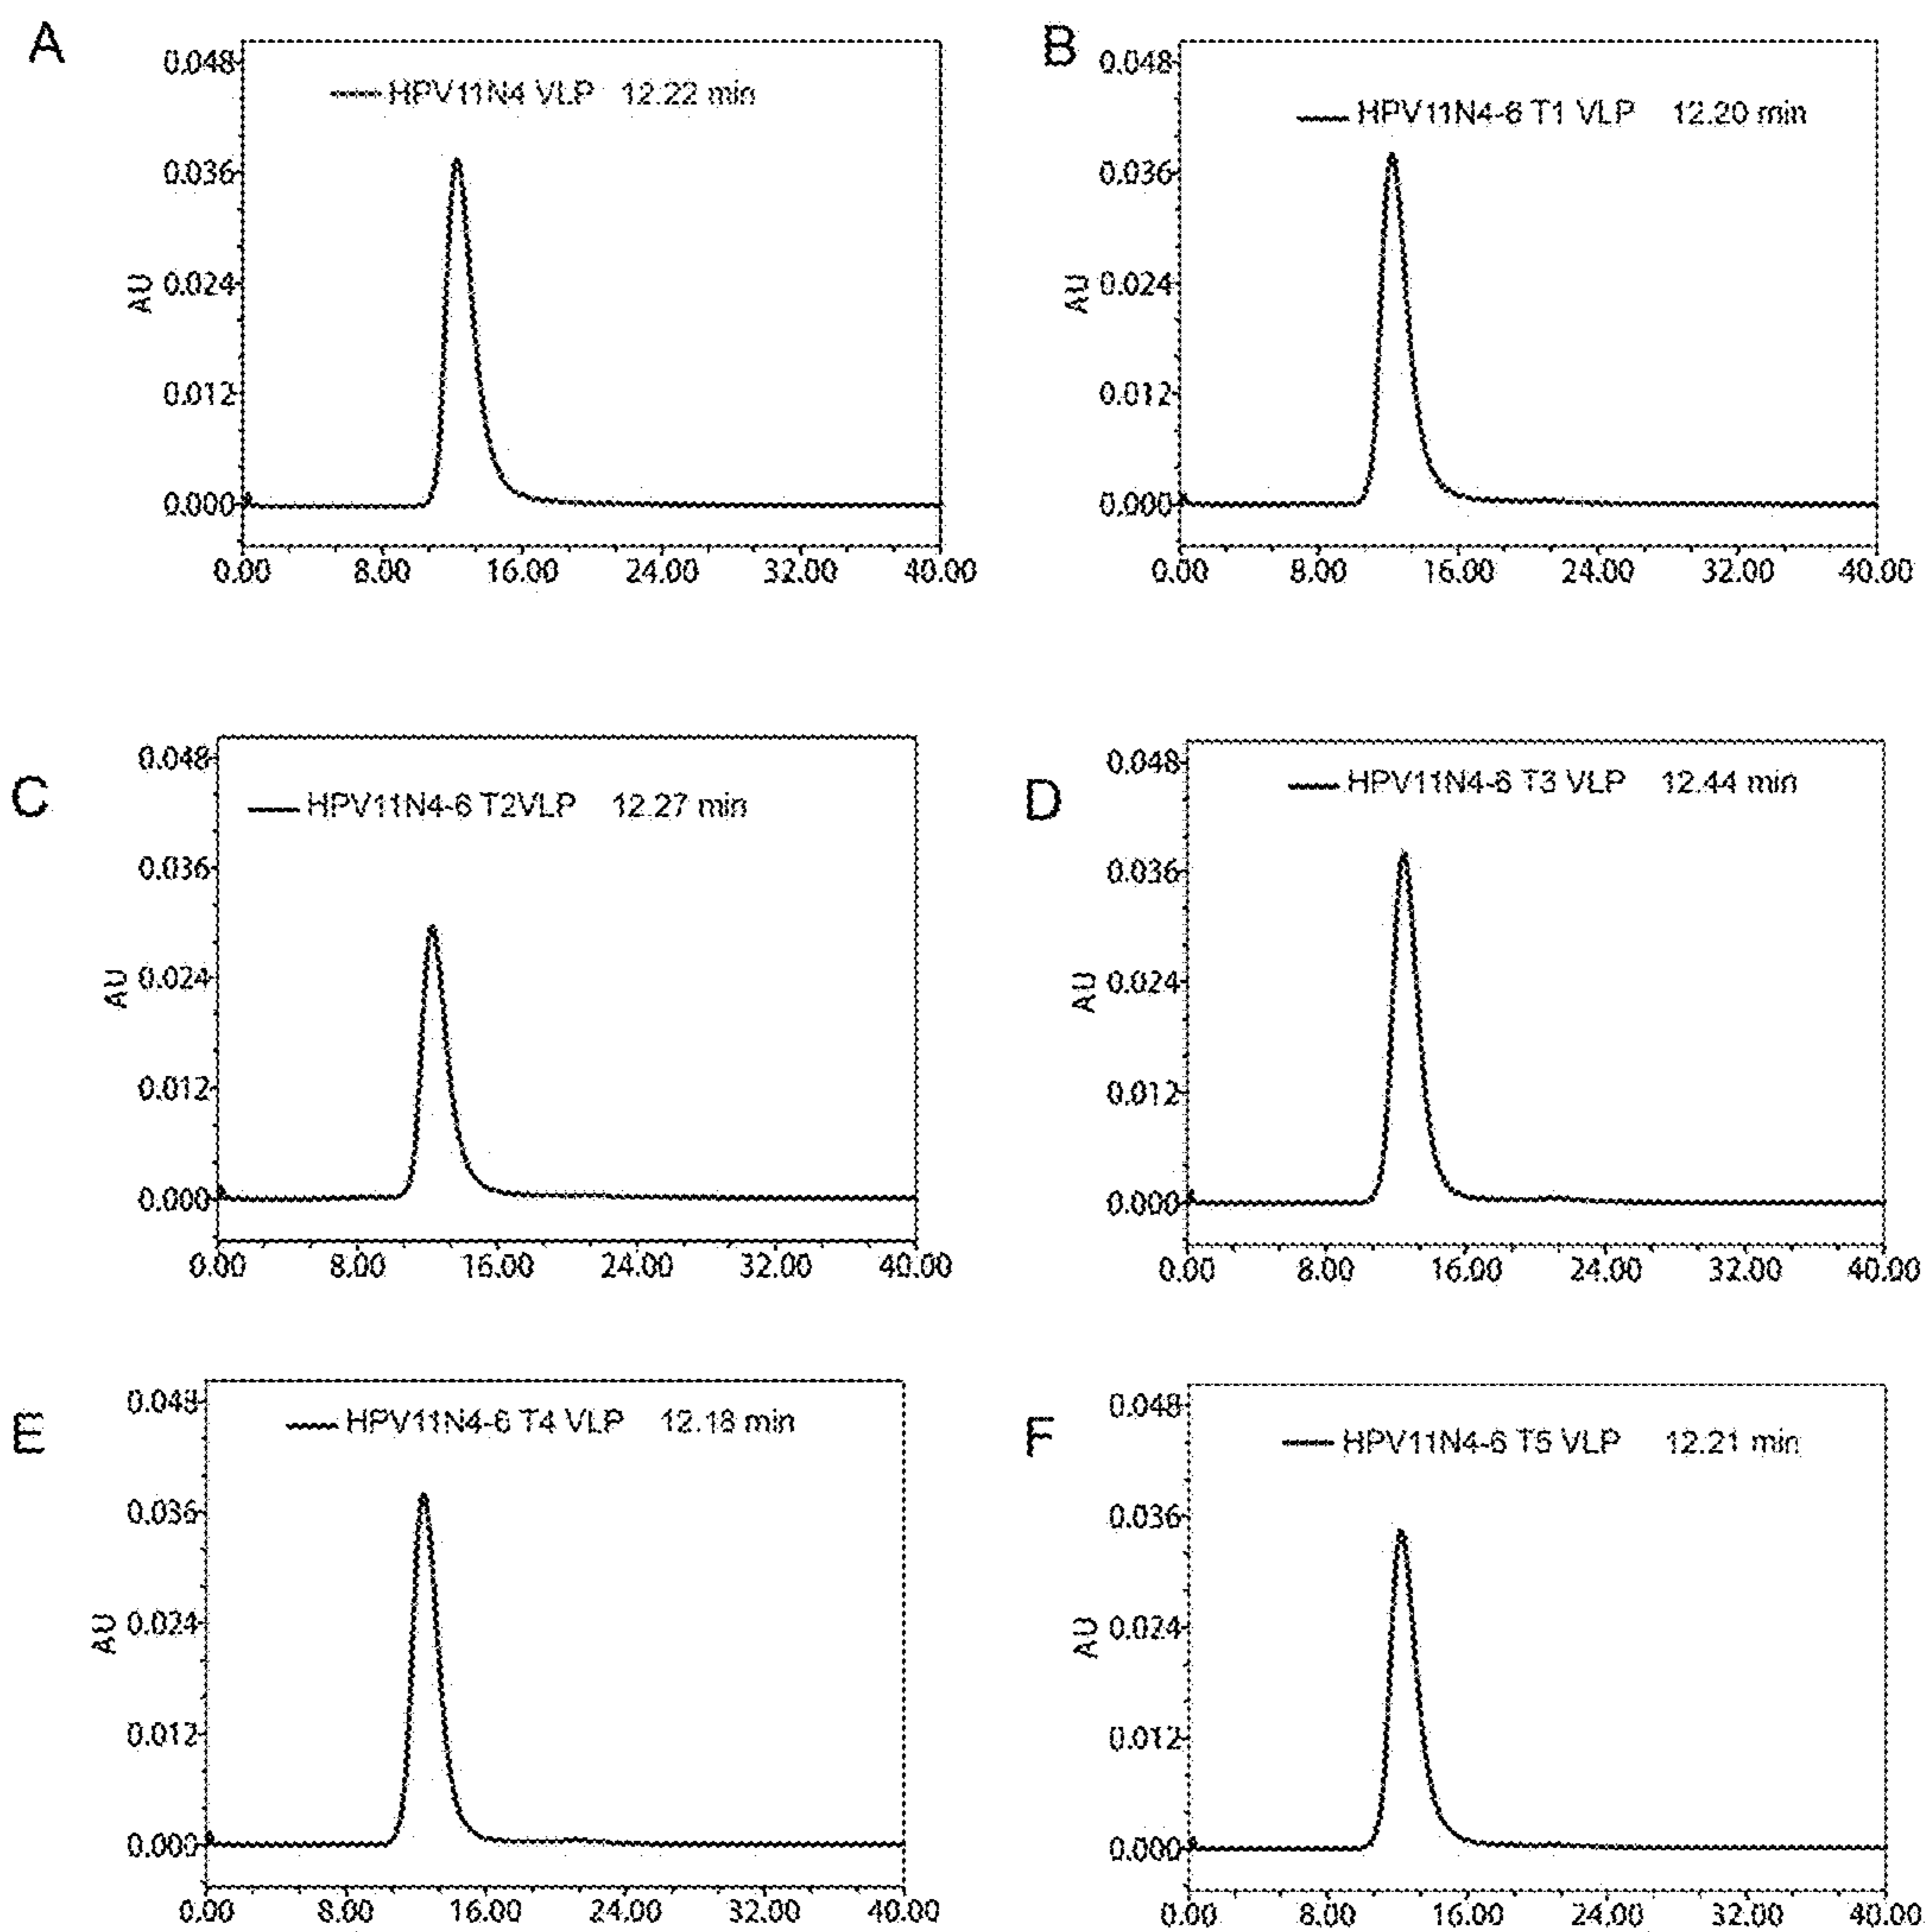 A
0.048
HPV11N4 VLP 12.22 min
0.036
AU
0.024
0.012
0.000
0.00 8.00 16.00 24.00 32.00 40.00
B
0.048
HPV11N4-6 T1 VLP 12.20 min
0.036
AU
0.024
0.012
0.000
0.00 8.00 16.00 24.00 32.00 40.00
C
0.048
HPV11N4-6 T2VLP 12.27 min
0.036
AU
0.024
0.012
0.000
0.00 8.00 16.00 24.00 32.00 40.00
D
0.048
HPV11N4-6 T3 VLP 12.44 min
0.036
AU
0.024
0.012
0.000
0.00 8.00 16.00 24.00 32.00 40.00
E
0.048
HPV11N4-6 T4 VLP 12.18 min
0.036
AU
0.024
0.012
0.000
0.00 8.00 16.00 24.00 32.00 40.00
F
0.048
HPV11N4-6 T5 VLP 12.21 min
0.036
AU
0.024
0.012
0.000
0.00 8.00 16.00 24.00 32.00 40.00